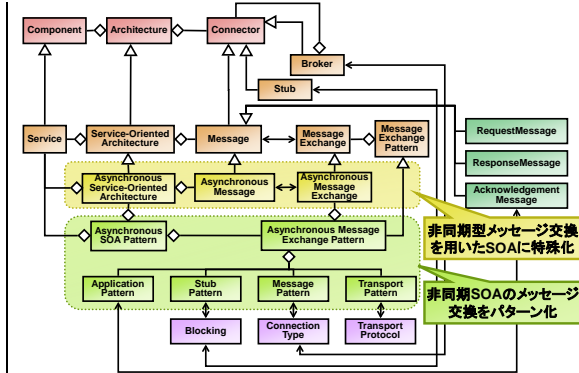 Component
Architecture
Connector
Broker
Stub
Service
Service-Oriented
Architecture
Message
Message
Exchange
Message
Exchange
Pattern
RequestMessage
ResponseMessage
Acknowledgement
Message
Asynchronous
Service-Oriented
Architecture
Asynchronous
Message
Asynchronous
Message
Exchange
Asynchronous
SOA Pattern
Asynchronous Message
Exchange Pattern
非同期型メッセージ交換
を用いたSOAに特殊化
Application
Pattern
Stub
Pattern
Message
Pattern
Transport
Pattern
非同期SOAのメッセージ
交換をパターン化
Blocking
Connection
Type
Transport
Protocol